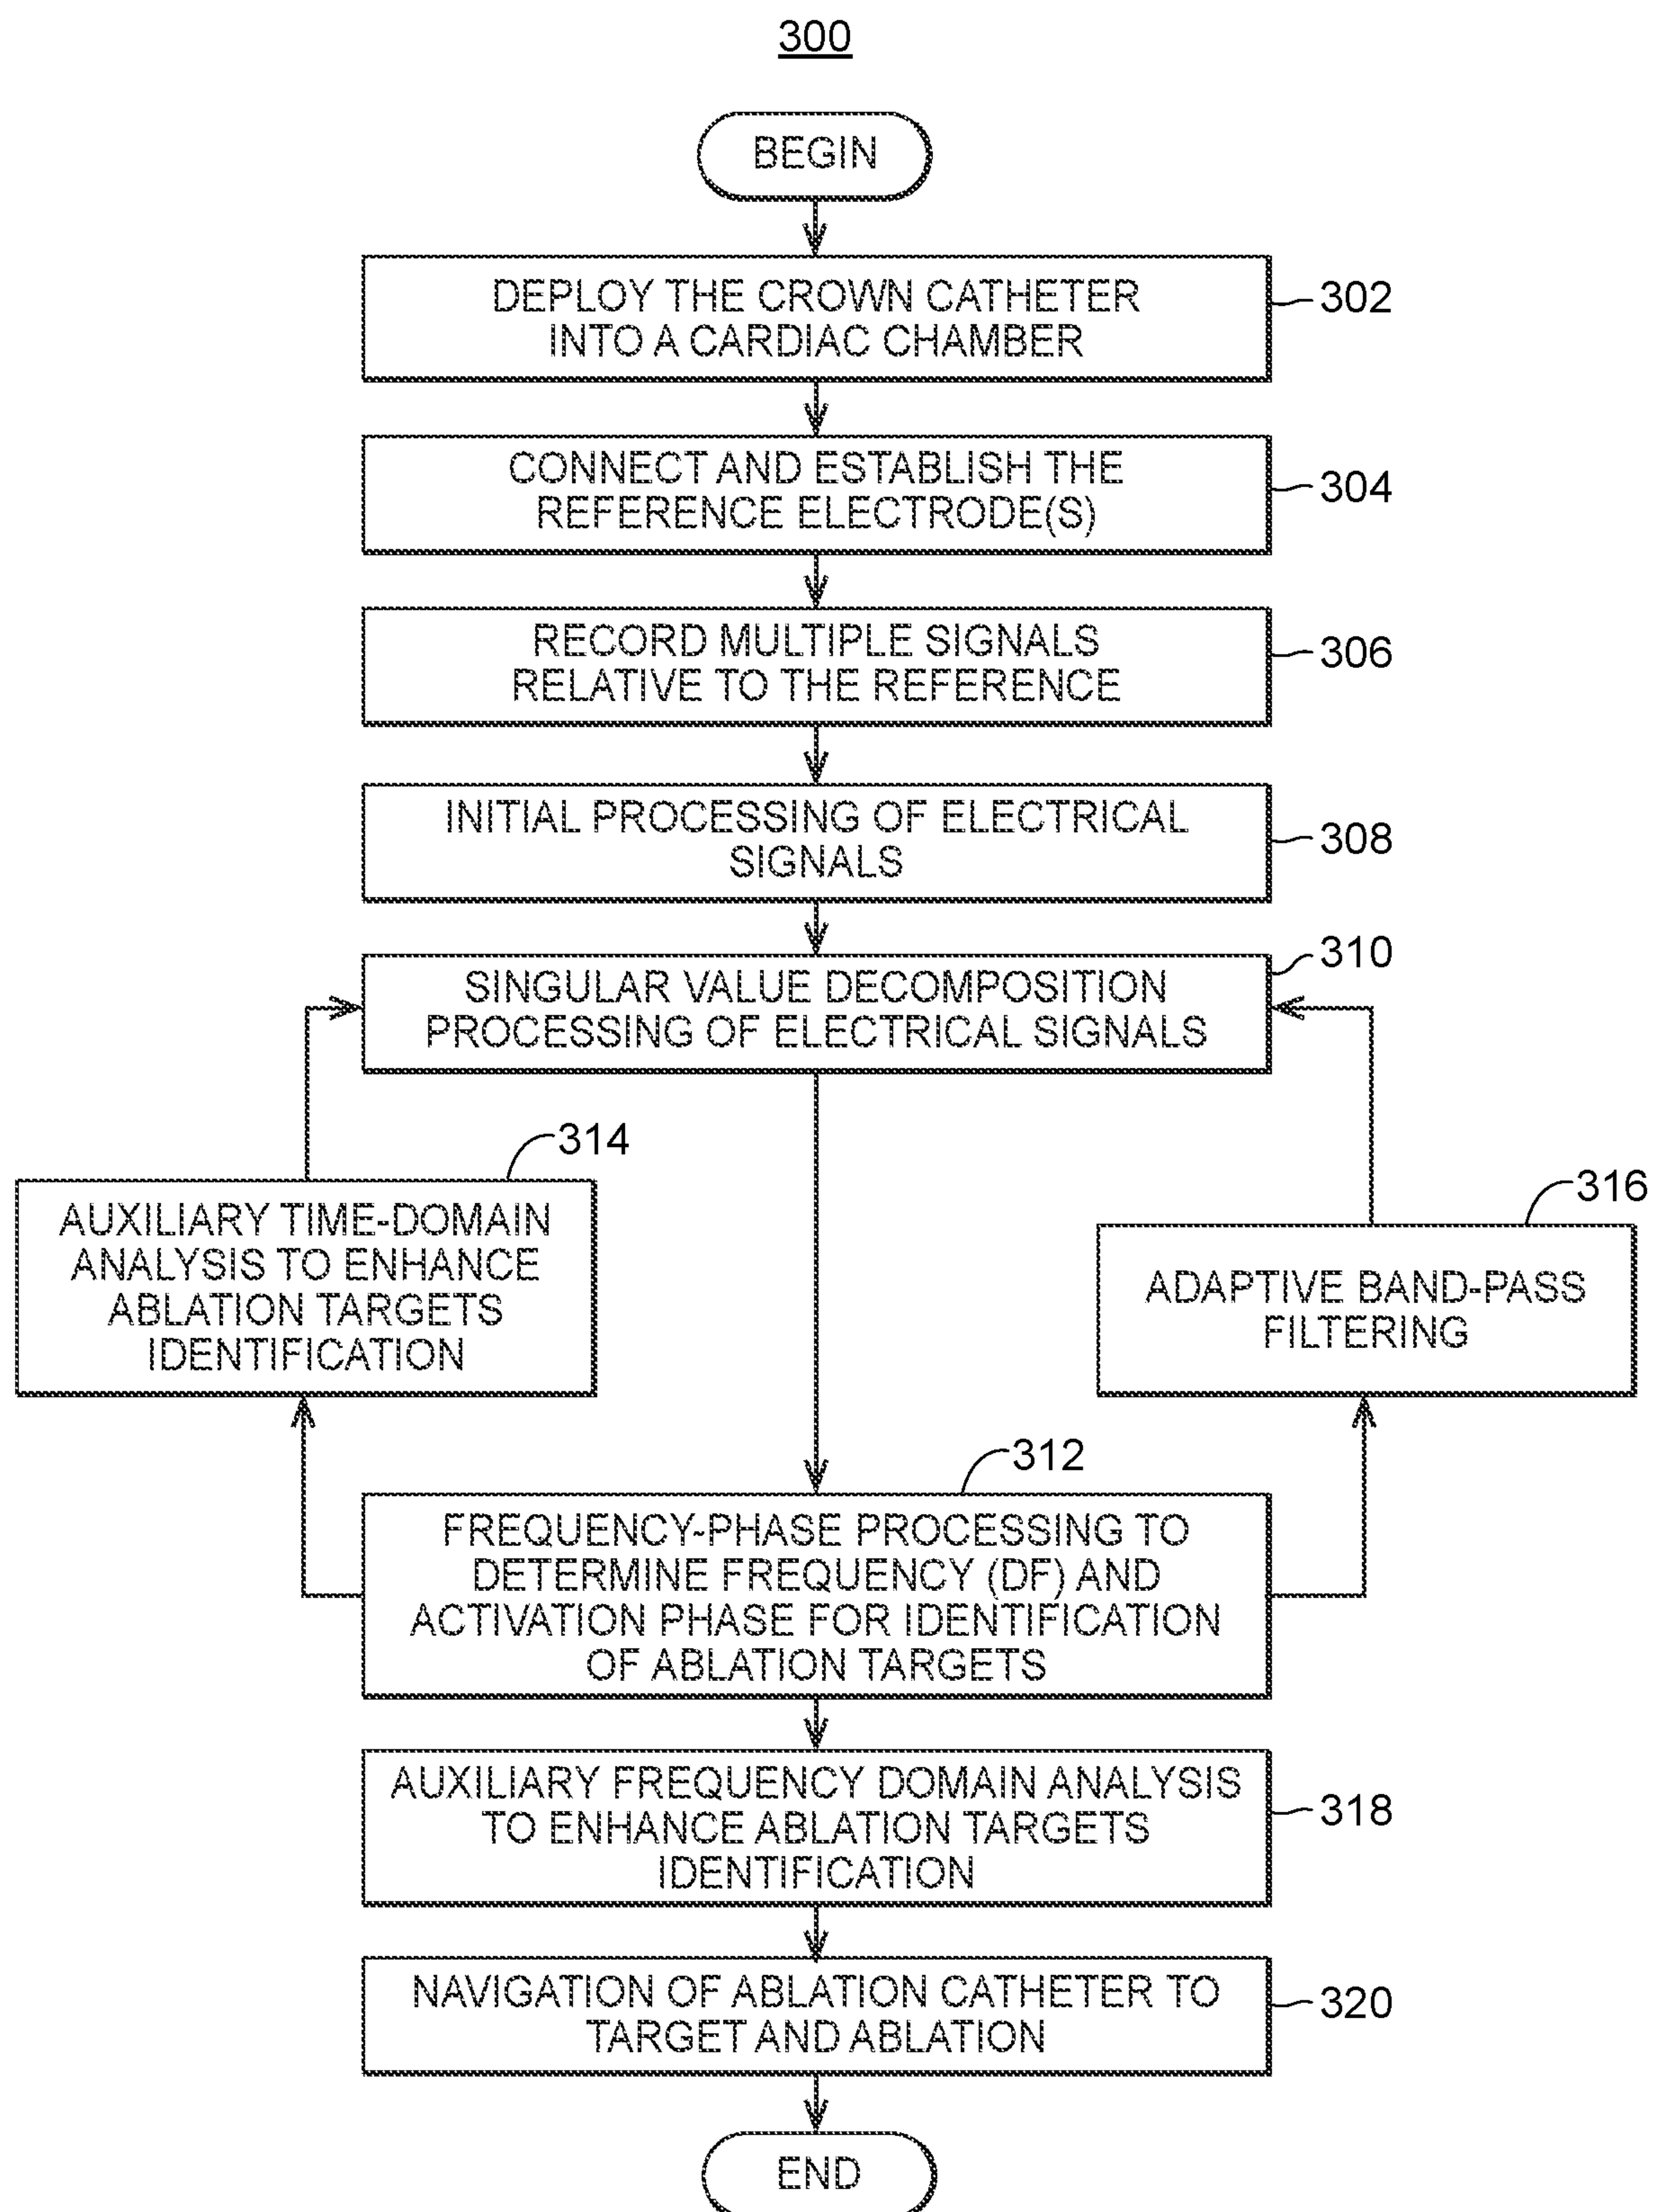 300
BEGIN
DEPLOY THE CROWN CATHETER
INTO A CARDIAC CHAMBER
302
CONNECT AND ESTABLISH THE
REFERENCE ELECTRODE(S)
304
RECORD MULTIPLE SIGNALS
RELATIVE TO THE REFERENCE
306
INITIAL PROCESSING OF ELECTRICAL
SIGNALS
308
SINGULAR VALUE DECOMPOSITION
PROCESSING OF ELECTRICAL SIGNALS
310
314
AUXILIARY TIME-DOMAIN
ANALYSIS TO ENHANCE
ABLATION TARGETS
IDENTIFICATION
316
ADAPTIVE BAND-PASS
FILTERING
312
FREQUENCY-PHASE PROCESSING TO
DETERMINE FREQUENCY (DF) AND
ACTIVATION PHASE FOR IDENTIFICATION
OF ABLATION TARGETS
AUXILIARY FREQUENCY DOMAIN ANALYSIS
TO ENHANCE ABLATION TARGETS
IDENTIFICATION
318
NAVIGATION OF ABLATION CATHETER TO
TARGET AND ABLATION
320
END